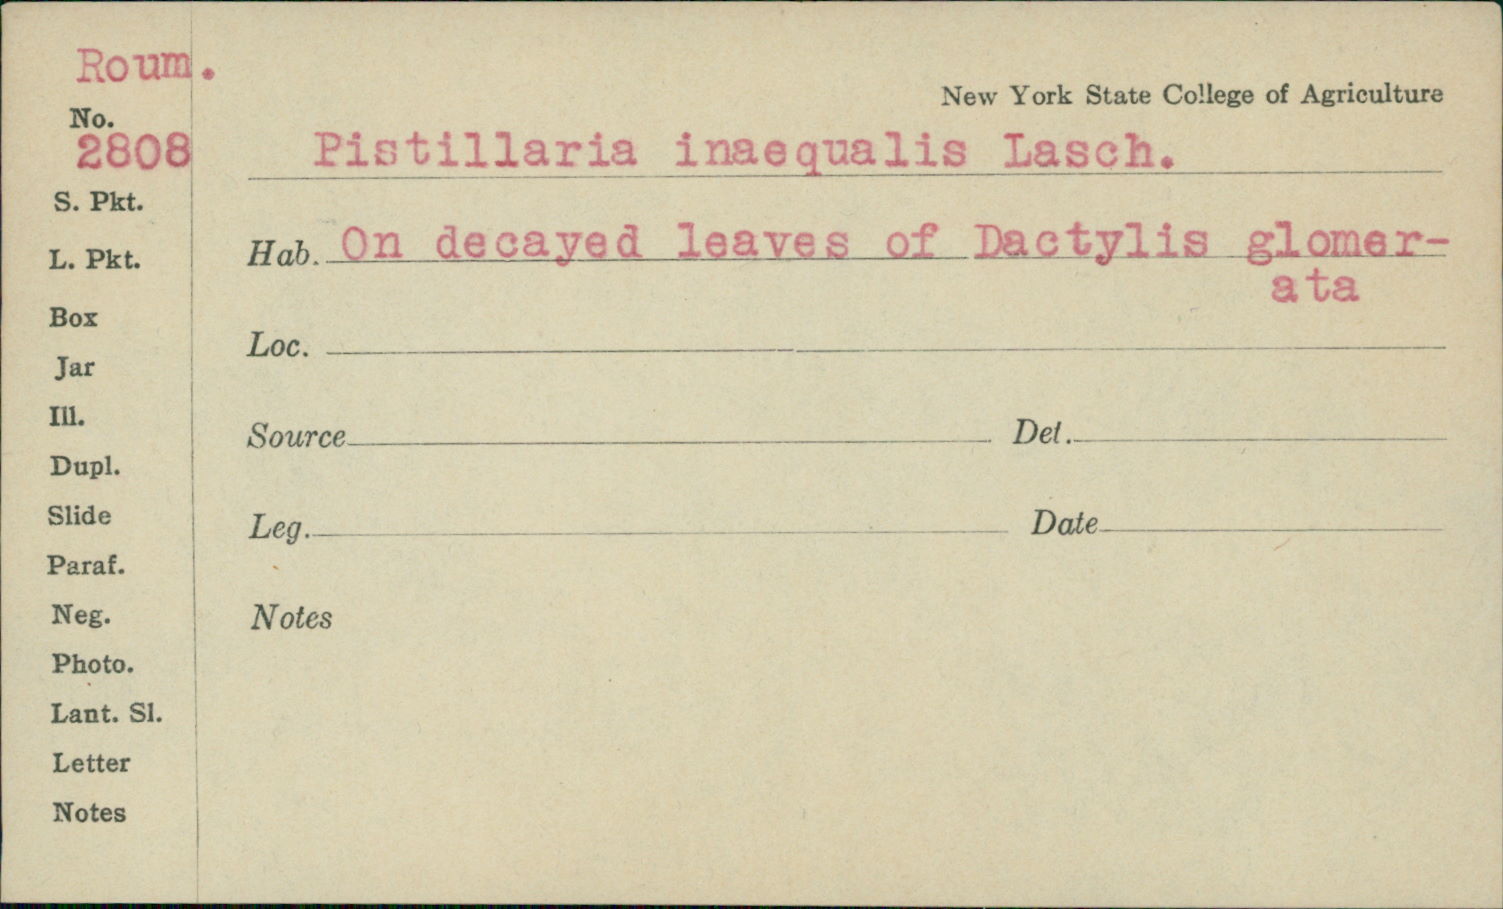 Roum.
New York State College of Agriculture
No.
2808
Pistillaria inaequalis Lasch.
S. Pkt.
Hab. On decayed leaves of Dactylis glomer-
ata
L. Pkt.
Box
Loc.
Jar
Ill.
Source
Det.
Dupl.
Slide
Leg.
Date
Paraf.
Neg.
Notes
Photo.
Lant. Sl.
Letter
Notes